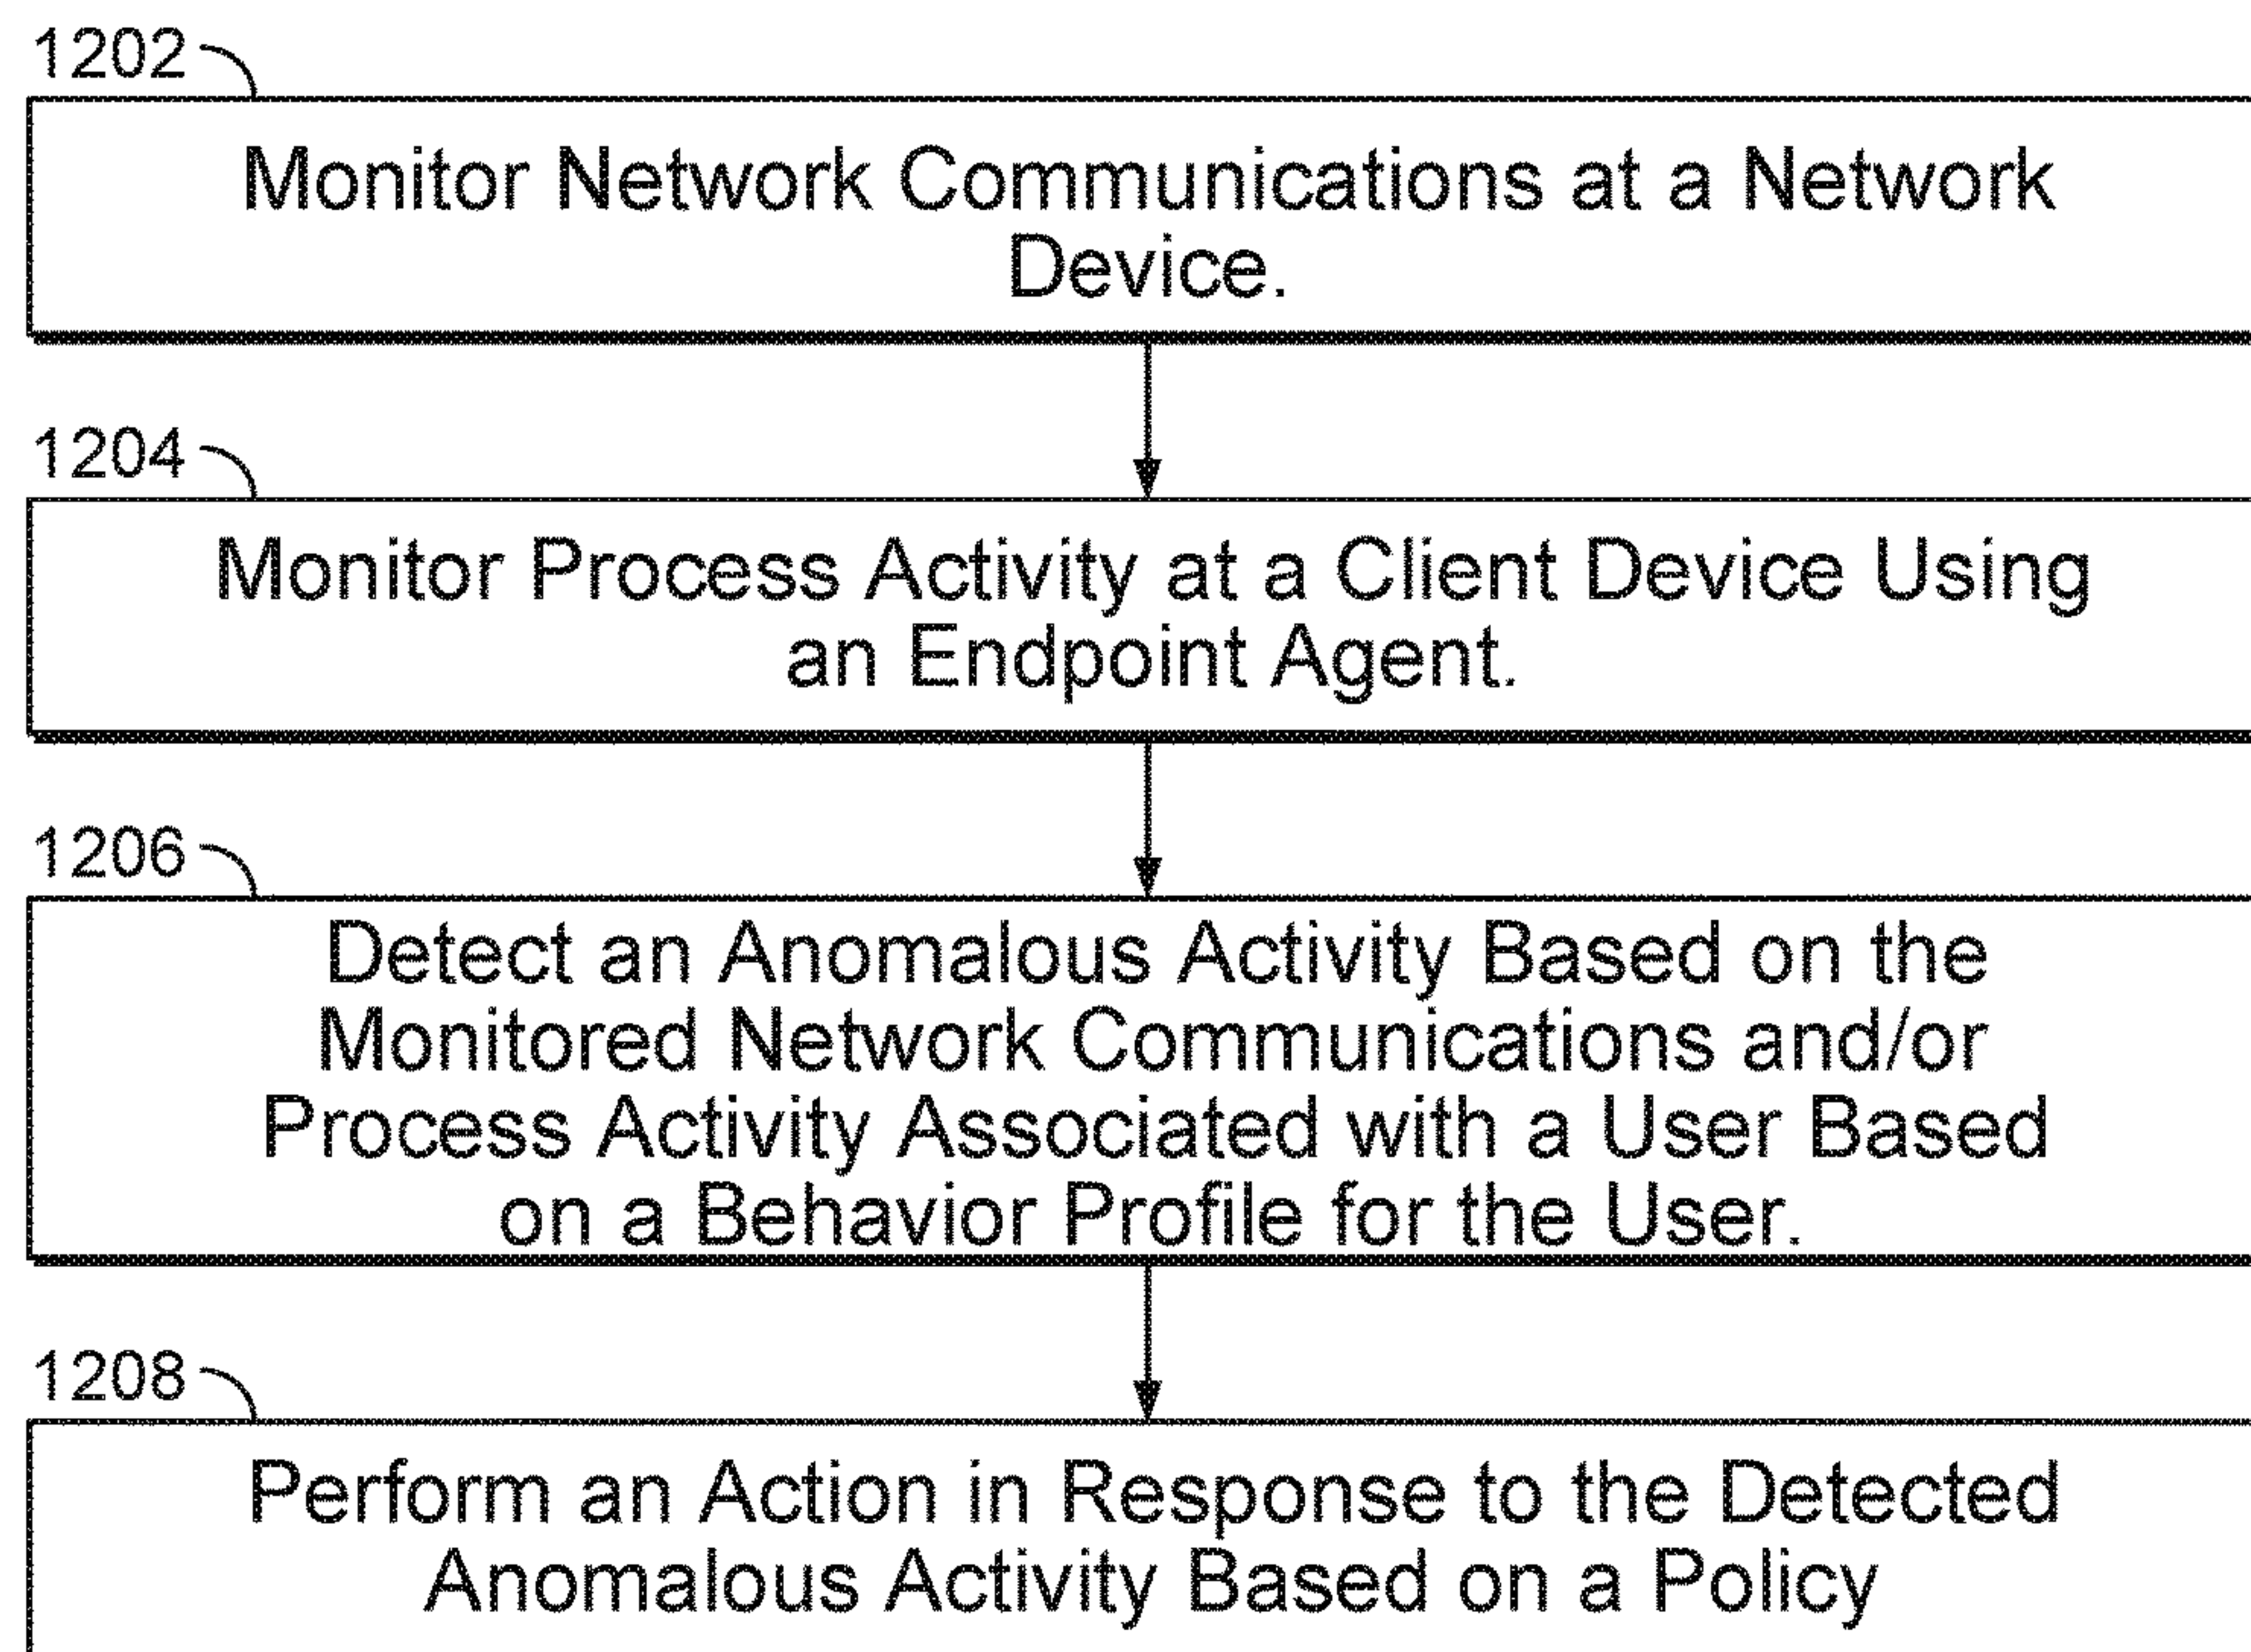 1202
Monitor Network Communications at a Network
Device.
1204
Monitor Process Activity at a Client Device Using
an Endpoint Agent.
1206
Detect an Anomalous Activity Based on the
Monitored Network Communications and/or
Process Activity Associated with a User Based
on a Behavior Profile for the User.
1208
Perform an Action in Response to the Detected
Anomalous Activity Based on a Policy